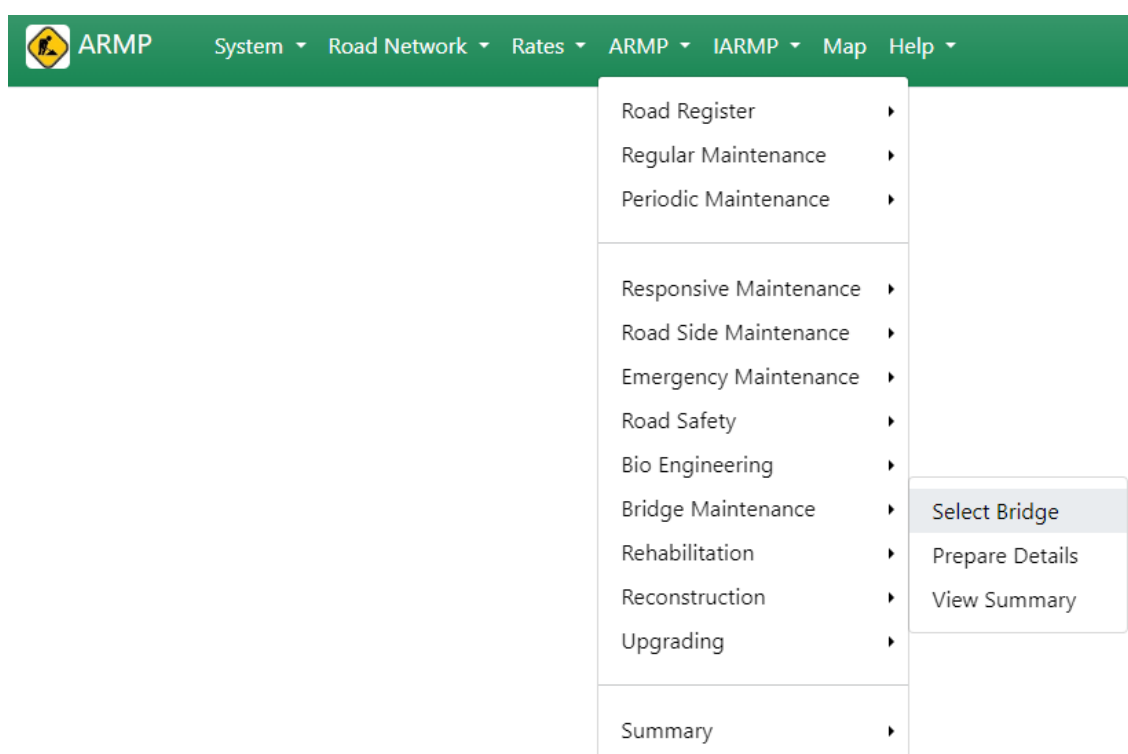 ARMP System Road Network Rates ARMP IARMP Map Help
Road Register
Regular Maintenance
Periodic Maintenance
Responsive Maintenance
Road Side Maintenance
Emergency Maintenance
Road Safety
Bio Engineering
Bridge Maintenance
Rehabilitation
Reconstruction
Upgrading
Summary
Select Bridge
Prepare Details
View Summary